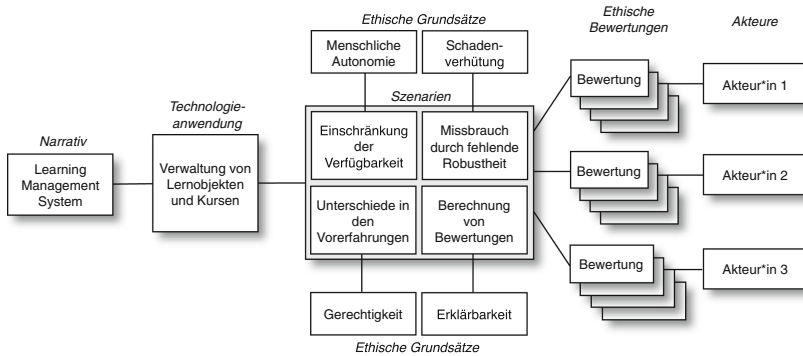 Ethische Grundsätze
Ethische
Bewertungen
Akteure
Menschliche
Autonomie
Schaden-
verhütung
Szenarien
Technologie-
anwendung
Narrativ
Learning
Management
System
Verwaltung von
Lernobjekten
und Kursen
Einschränkung
der
Verfügbarkeit
Missbrauch
durch fehlende
Robustheit
Unterschiede in
den
Vorerfahrungen
Berechnung
von
Bewertungen
Gerechtigkeit
Erklärbarkeit
Ethische Grundsätze
Bewertung
Akteur*in 1
Bewertung
Akteur*in 2
Bewertung
Akteur*in 3